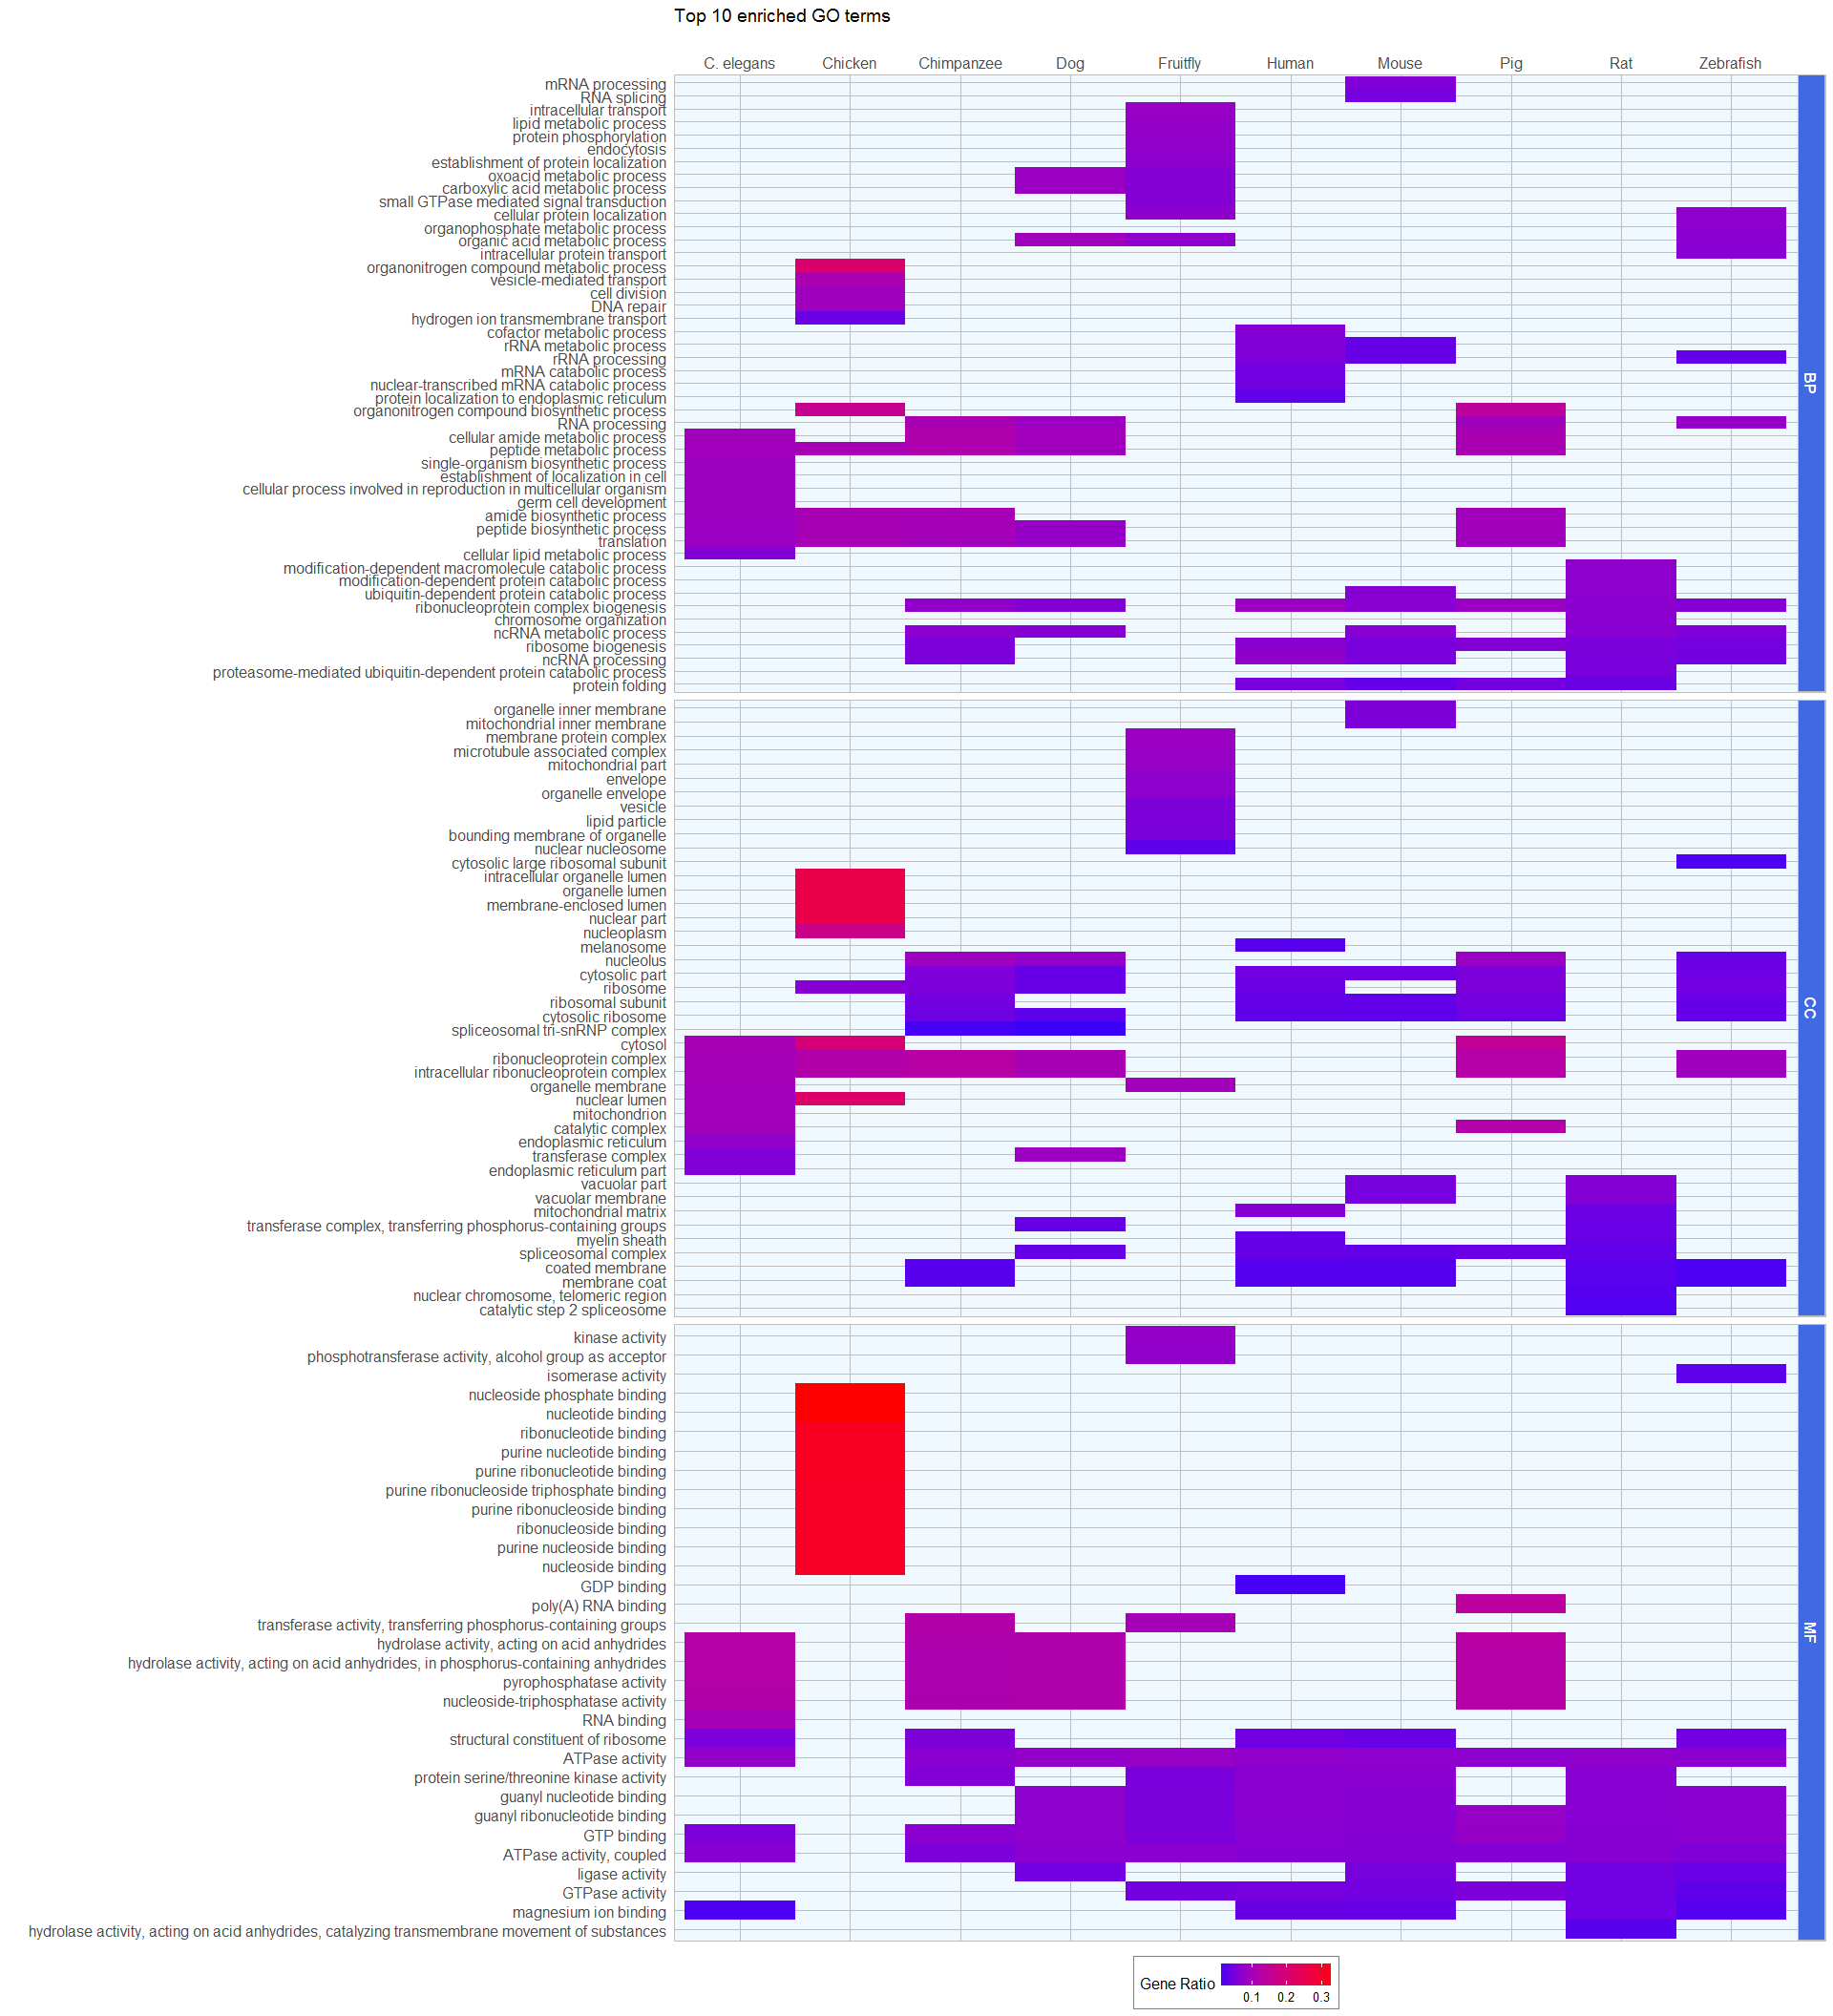 Top 10 enriched GO terms
C. elegans Chicken Chimpanzee Dog Fruitfly Human Mouse Pig Rat Zebrafish
mRNA processing
RNA splicing
intracellular transport
lipid metabolic process
protein phosphorylation
endocytosis
establishment of protein localization
oxoacid metabolic process
carboxylic acid metabolic process
small GTPase mediated signal transduction
cellular protein localization
organophosphate metabolic process
organic acid metabolic process
intracellular protein transport
organonitrogen compound metabolic process
vesicle-mediated transport
cell division
DNA repair
hydrogen ion transmembrane transport
cofactor metabolic process
rRNA metabolic process
rRNA processing
mRNA catabolic process
nuclear-transcribed mRNA catabolic process
protein localization to endoplasmic reticulum
organonitrogen compound biosynthetic process
RNA processing
cellular amide metabolic process
peptide metabolic process
single-organism biosynthetic process
establishment of localization in cell
cellular process involved in reproduction in multicellular organism
germ cell development
amide biosynthetic process
peptide biosynthetic process
translation
cellular lipid metabolic process
modification-dependent macromolecule catabolic process
modification-dependent protein catabolic process
ubiquitin-dependent protein catabolic process
ribonucleoprotein complex biogenesis
chromosome organization
ncRNA metabolic process
ribosome biogenesis
ncRNA processing
proteasome-mediated ubiquitin-dependent protein catabolic process
protein folding
BP
organelle inner membrane
mitochondrial inner membrane
membrane protein complex
microtubule associated complex
mitochondrial part
envelope
organelle envelope
vesicle
lipid particle
bounding membrane of organelle
nuclear nucleosome
cytosolic large ribosomal subunit
intracellular organelle lumen
organelle lumen
membrane-enclosed lumen
nuclear part
nucleoplasm
melanosome
nucleolus
cytosolic part
ribosome
ribosomal subunit
cytosolic ribosome
spliceosomal tri-snRNP complex
cytosol
ribonucleoprotein complex
intracellular ribonucleoprotein complex
organelle membrane
nuclear lumen
mitochondrion
catalytic complex
endoplasmic reticulum
transferase complex
endoplasmic reticulum part
vacuolar part
vacuolar membrane
mitochondrial matrix
transferase complex, transferring phosphorus-containing groups
myelin sheath
spliceosomal complex
coated membrane
membrane coat
nuclear chromosome, telomeric region
catalytic step 2 spliceosome
CC
kinase activity
phosphotransferase activity, alcohol group as acceptor
isomerase activity
nucleoside phosphate binding
nucleotide binding
ribonucleotide binding
purine nucleotide binding
purine ribonucleotide binding
purine ribonucleoside triphosphate binding
purine ribonucleoside binding
ribonucleoside binding
purine nucleoside binding
nucleoside binding
GDP binding
poly(A) RNA binding
transferase activity, transferring phosphorus-containing groups
hydrolase activity, acting on acid anhydrides
hydrolase activity, acting on acid anhydrides, in phosphorus-containing anhydrides
pyrophosphatase activity
nucleoside-triphosphatase activity
RNA binding
structural constituent of ribosome
ATPase activity
protein serine/threonine kinase activity
guanyl nucleotide binding
guanyl ribonucleotide binding
GTP binding
ATPase activity, coupled
ligase activity
GTPase activity
magnesium ion binding
hydrolase activity, acting on acid anhydrides, catalyzing transmembrane movement of substances
MF
Gene Ratio
0.1 0.2 0.3